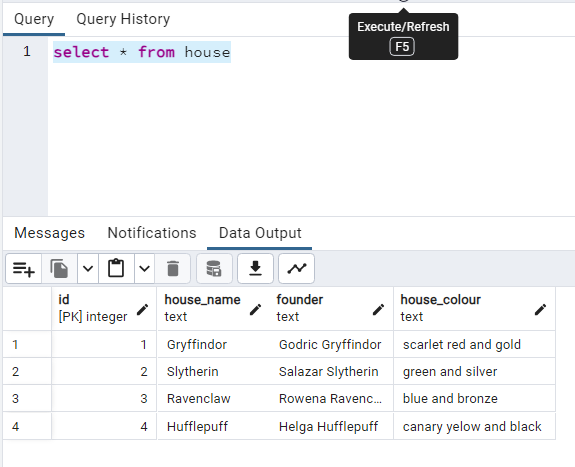 Query Query History
Execute/Refresh
F5
1 select * from house
Messages Notifications Data Output
id house_name founder house_colour
[PK] integer text text text
1 1 Gryffindor Godric Gryffindor scarlet red and gold
2 2 Slytherin Salazar Slytherin green and silver
3 3 Ravenclaw Rowena Ravenc... blue and bronze
4 4 Hufflepuff Helga Hufflepuff canary yelow and black